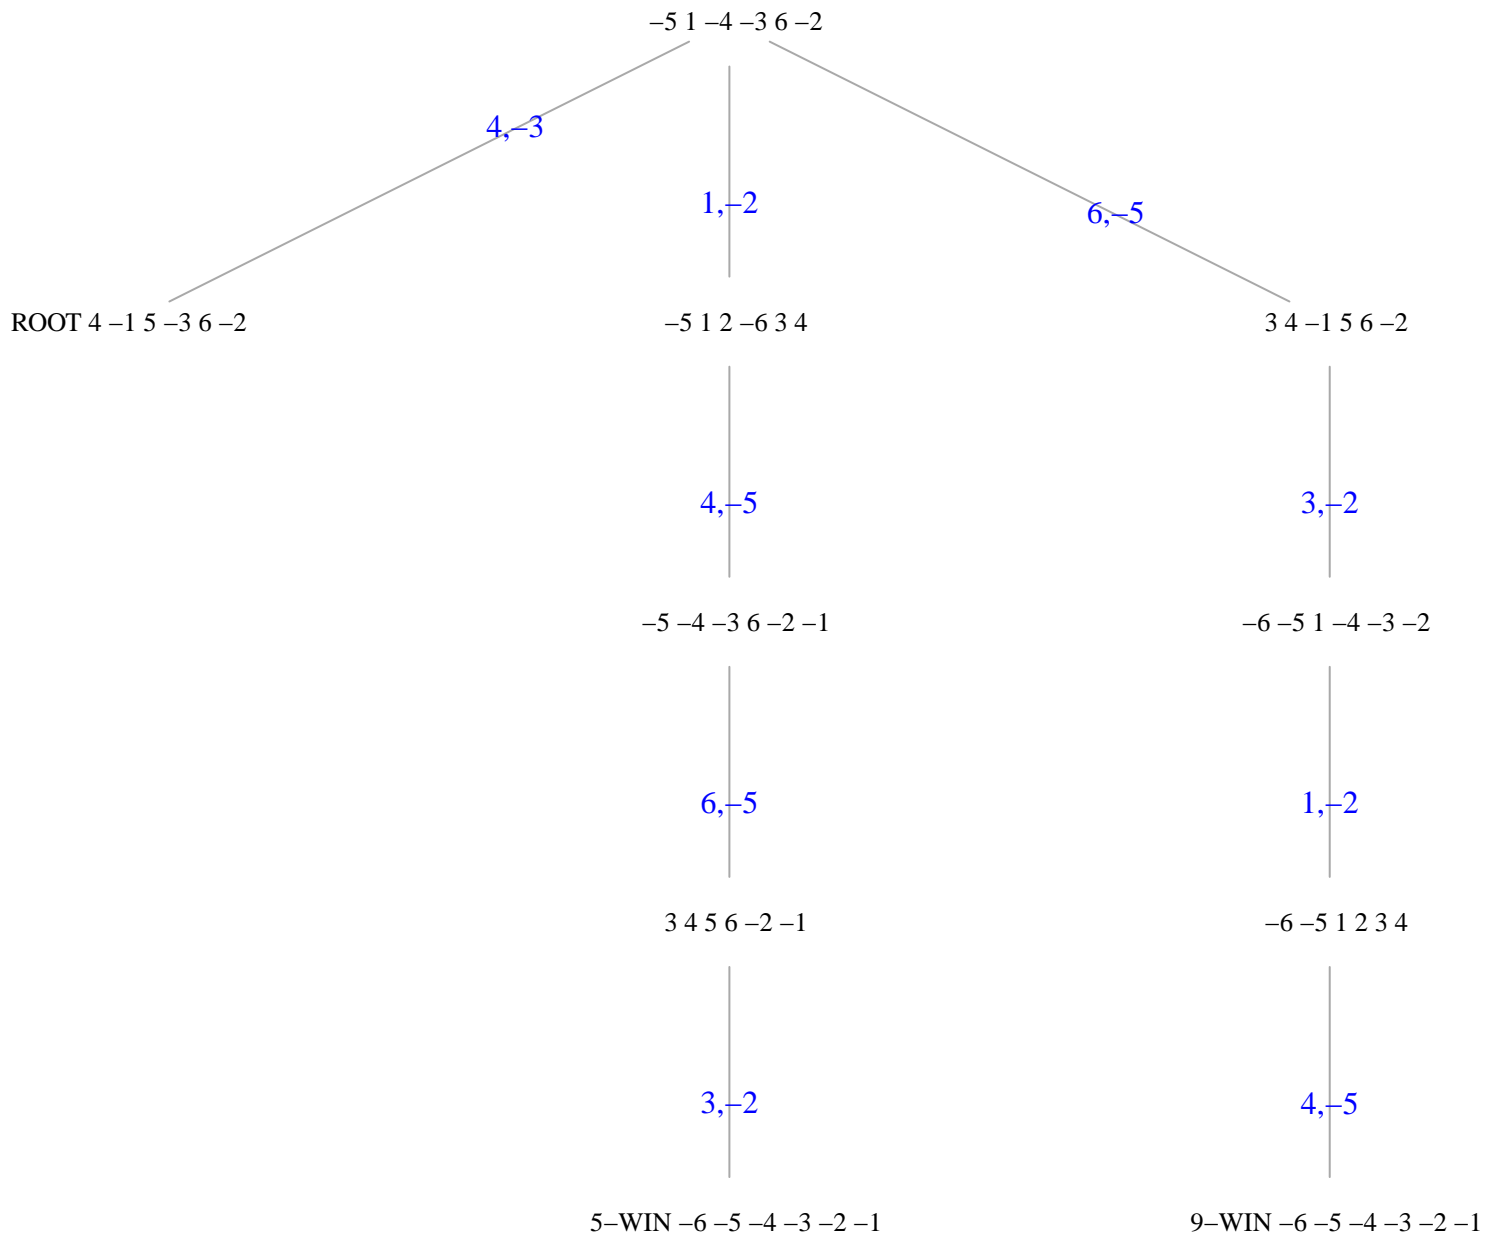 –5 1 –4 –3 6 –2
4,–3
1,–2
6,–5
ROOT 4 –1 5 –3 6 –2
–5 1 2 –6 3 4
3 4 –1 5 6 –2
4,–5
3,–2
–5 –4 –3 6 –2 –1
–6 –5 1 –4 –3 –2
6,–5
1,–2
3 4 5 6 –2 –1
–6 –5 1 2 3 4
3,–2
4,–5
5–WIN –6 –5 –4 –3 –2 –1
9–WIN –6 –5 –4 –3 –2 –1